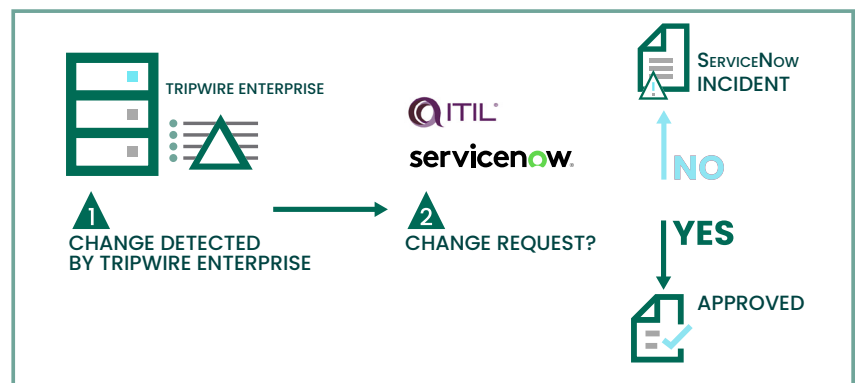 TRIPWIRE ENTERPRISE
1
CHANGE DETECTED
BY TRIPWIRE ENTERPRISE
ITIL®
servicenow.
2
CHANGE REQUEST?
SERVICENOW
INCIDENT
!
NO
YES
APPROVED